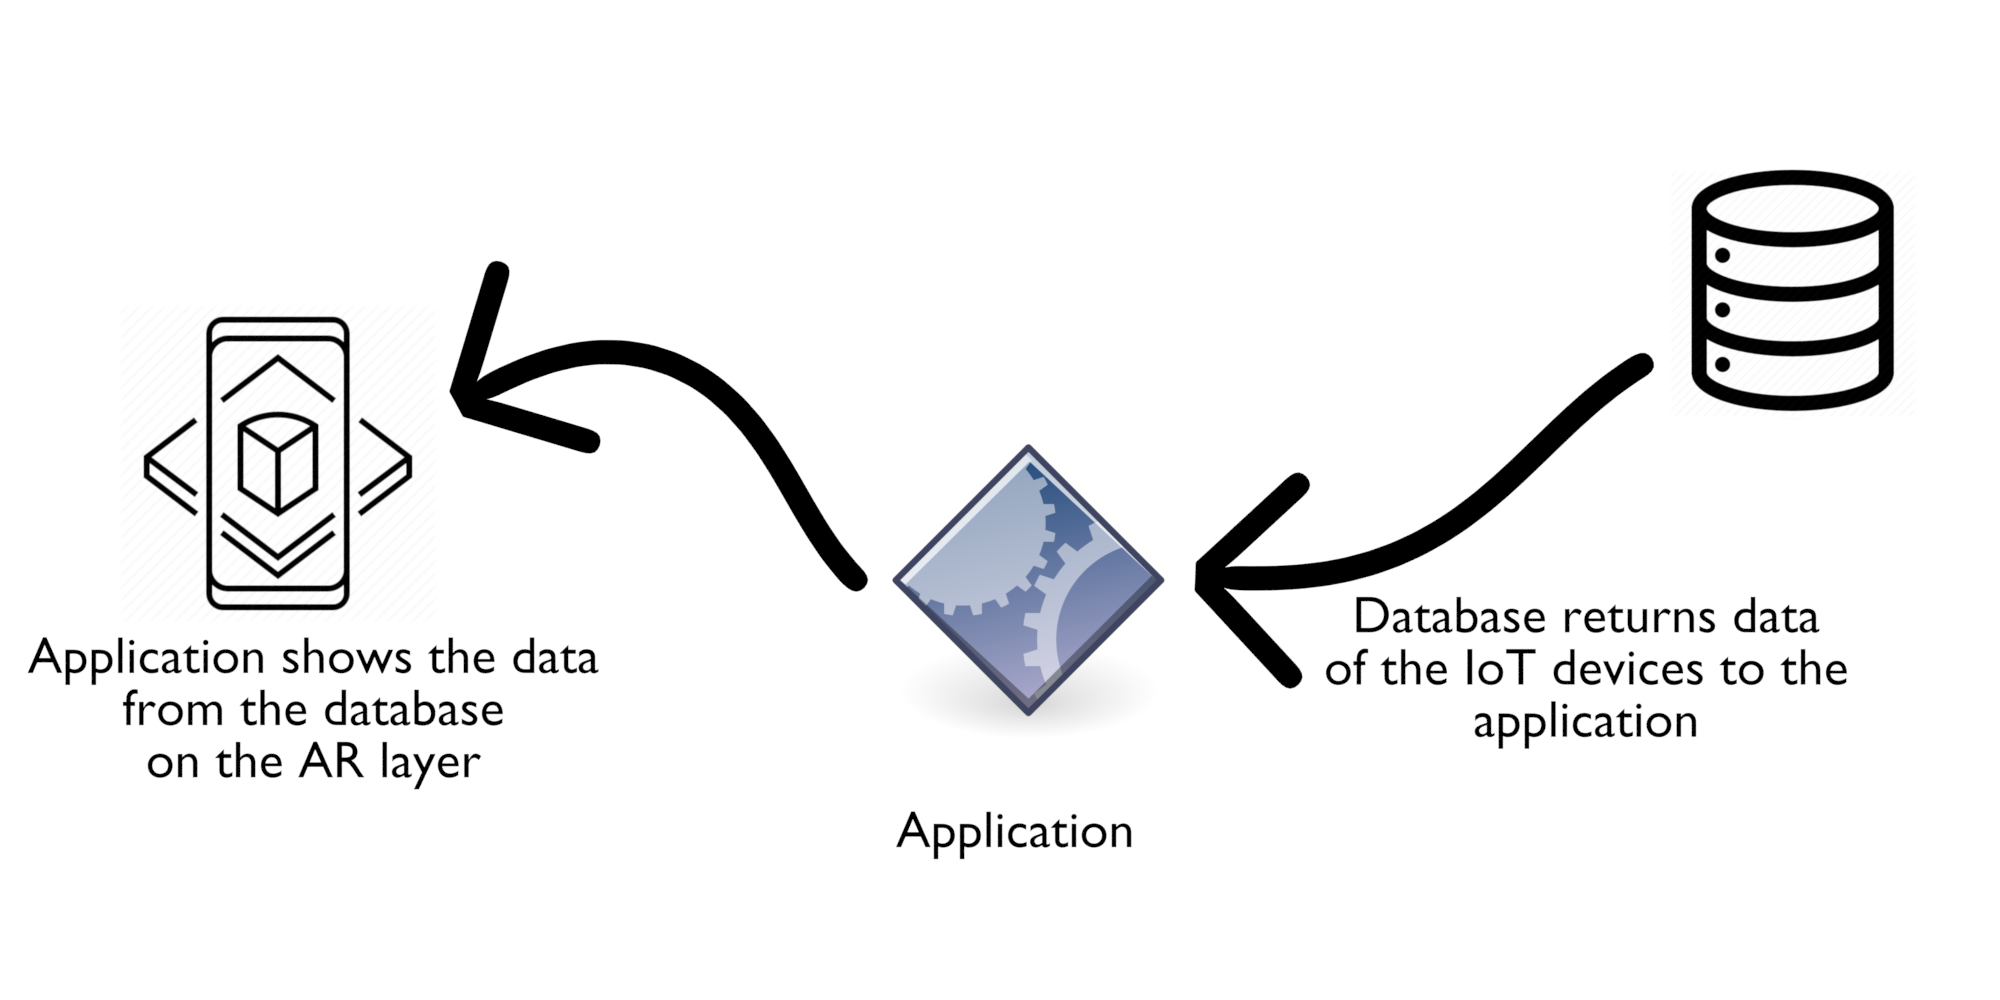 Application shows the data
from the database
on the AR layer
Application
Database returns data
of the IoT devices to the
application